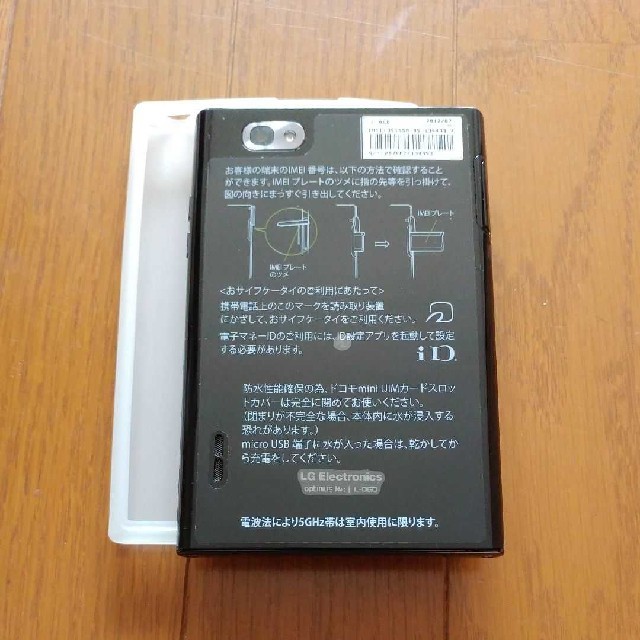 2012/07
お客様の端末のIMEI番号は、以下の方法で確認すること
ができます。IMEIプレートのツメに指の先等を引っ掛けて、
図の向きにまっすぐ引き出してください。
IMEIプレート
IMEIプレート
のツメ
<おサイフケータイのご利用にあたって>
携帯電話上のこのマークを読み取り装置
にかざして、おサイフケータイをご利用ください。
電子マネーiDのご利用には、iD設定アプリを起動して設定
する必要があります。
iD
防水性能確保の為、ドコモmini UIMカードスロッ
トカバーは完全に閉めてお使いください。
(閉まりが不完全な場合、本体内に水が浸入する
恐れがあります。)
micro USB 端子に水が入った場合は、乾かしてか
ら充電をしてください。
LG Electronics
optimus Vu: L-06D
電波法により5GHz帯は室内使用に限ります。